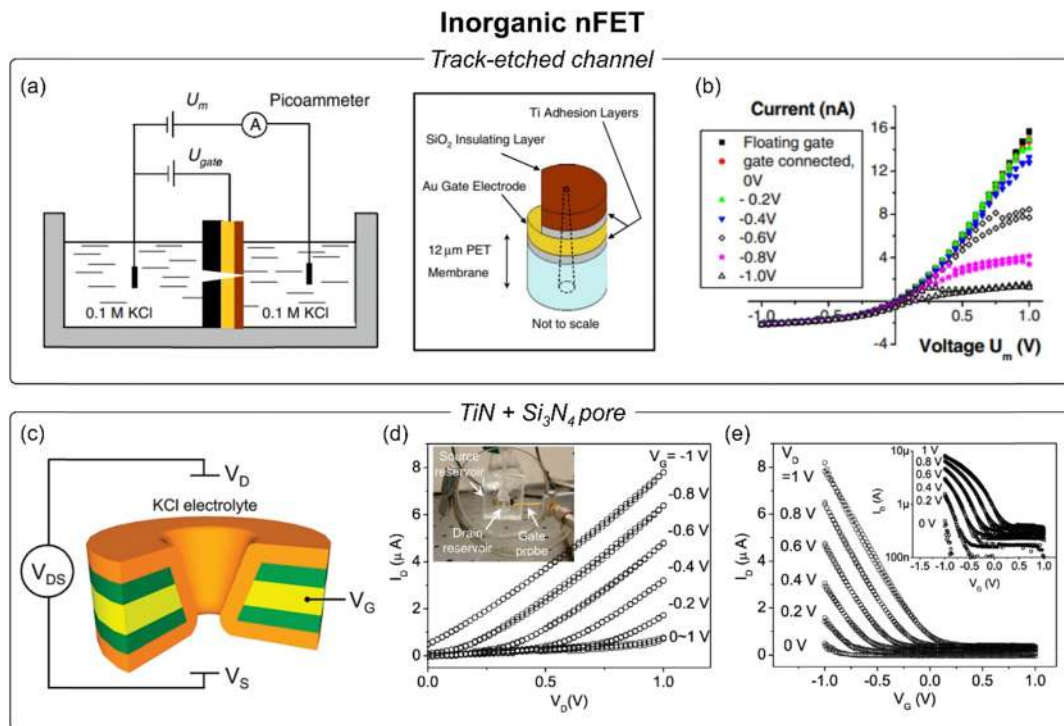 Inorganic nFET
Track-etched channel
(a)
Uₘ
Picoammeter
A
U_gate
0.1 M KCl
0.1 M KCl
Ti Adhesion Layers
SiO₂ Insulating Layer
Au Gate Electrode
12 μm PET
Membrane
Not to scale
(b)
Current (nA)
Floating gate
gate connected,
0V
- 0.2V
-0.4V
-0.6V
-0.8V
-1.0V
16
12
8
4
-4
-1.0
-0.5
0.5
1.0
Voltage Uₘ (V)
TiN + Si₃N₄ pore
(c)
V_D
KCl electrolyte
V_DS
V_G
V_S
(d)
Source
reservoir
Drain
reservoir
Gate
probe
V_G = -1 V
-0.8 V
-0.6 V
-0.4 V
-0.2 V
0~1 V
8
6
4
2
0
I_D (μ A)
0.0
0.5
1.0
V_D(V)
(e)
V_D
=1 V
0.8 V
0.6 V
0.4 V
0.2 V
0 V
8
6
4
2
0
I_D (μ A)
-1.0
-0.5
0.0
0.5
1.0
V_G (V)
10μ
1μ
100n
I_D (A)
1 V
0.8 V
0.6 V
0.4 V
0.2 V
0 V
-1.0
-0.5
0.0
0.5
1.0
V_G (V)